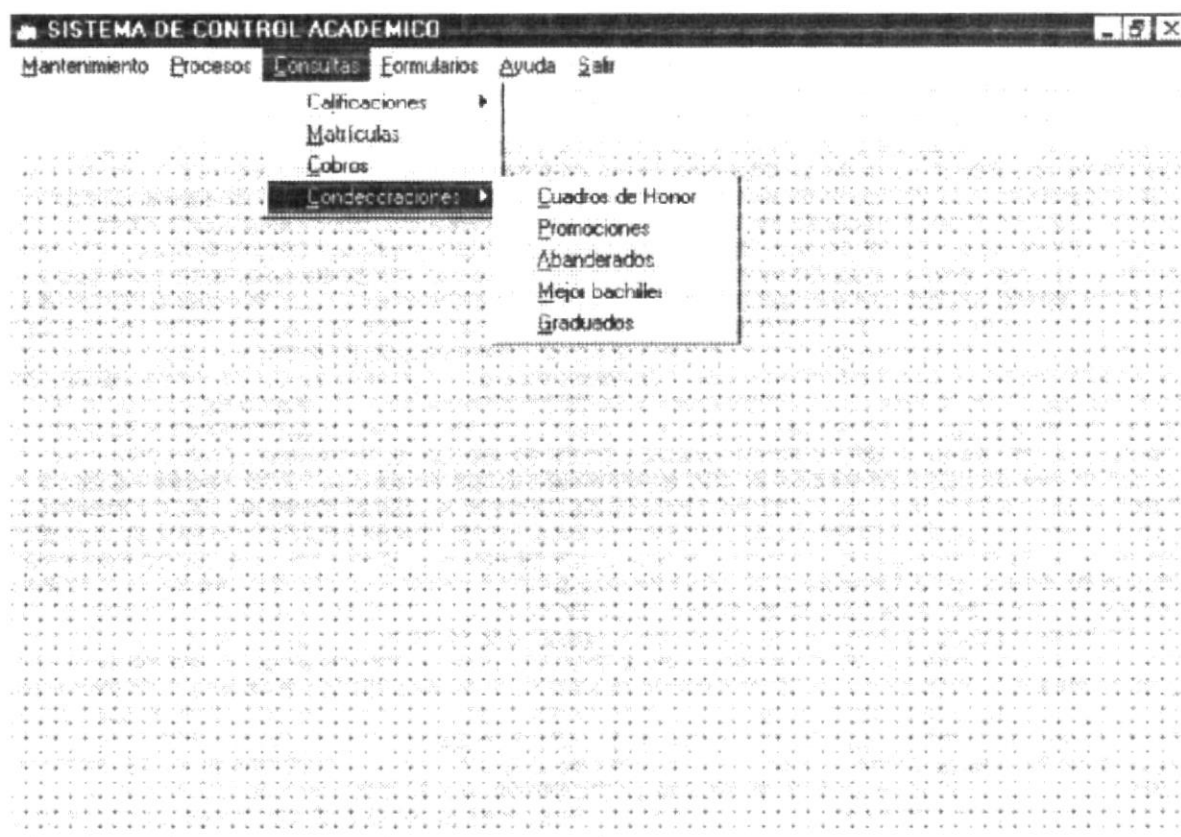 SISTEMA DE CONTROL ACADEMICO
Mantenimiento Procesos Consultas Formularios Ayuda Salir
Calificaciones
Matrículas
Cobros
Condecoraciones
Cuadros de Honor
Promociones
Abanderados
Mejor bachiller
Graduados